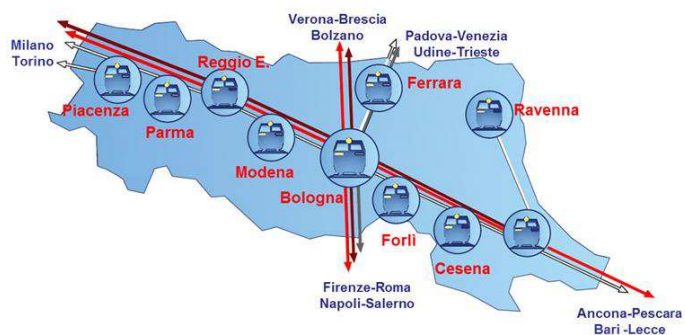 Verona-Brescia
Bolzano
Padova-Venezia
Udine-Trieste
Milano
Torino
Reggio E.
Ferrara
Piacenza
Parma
Ravenna
Modena
Bologna
Forlì
Cesena
Firenze-Roma
Napoli-Salerno
Ancona-Pescara
Bari -Lecce